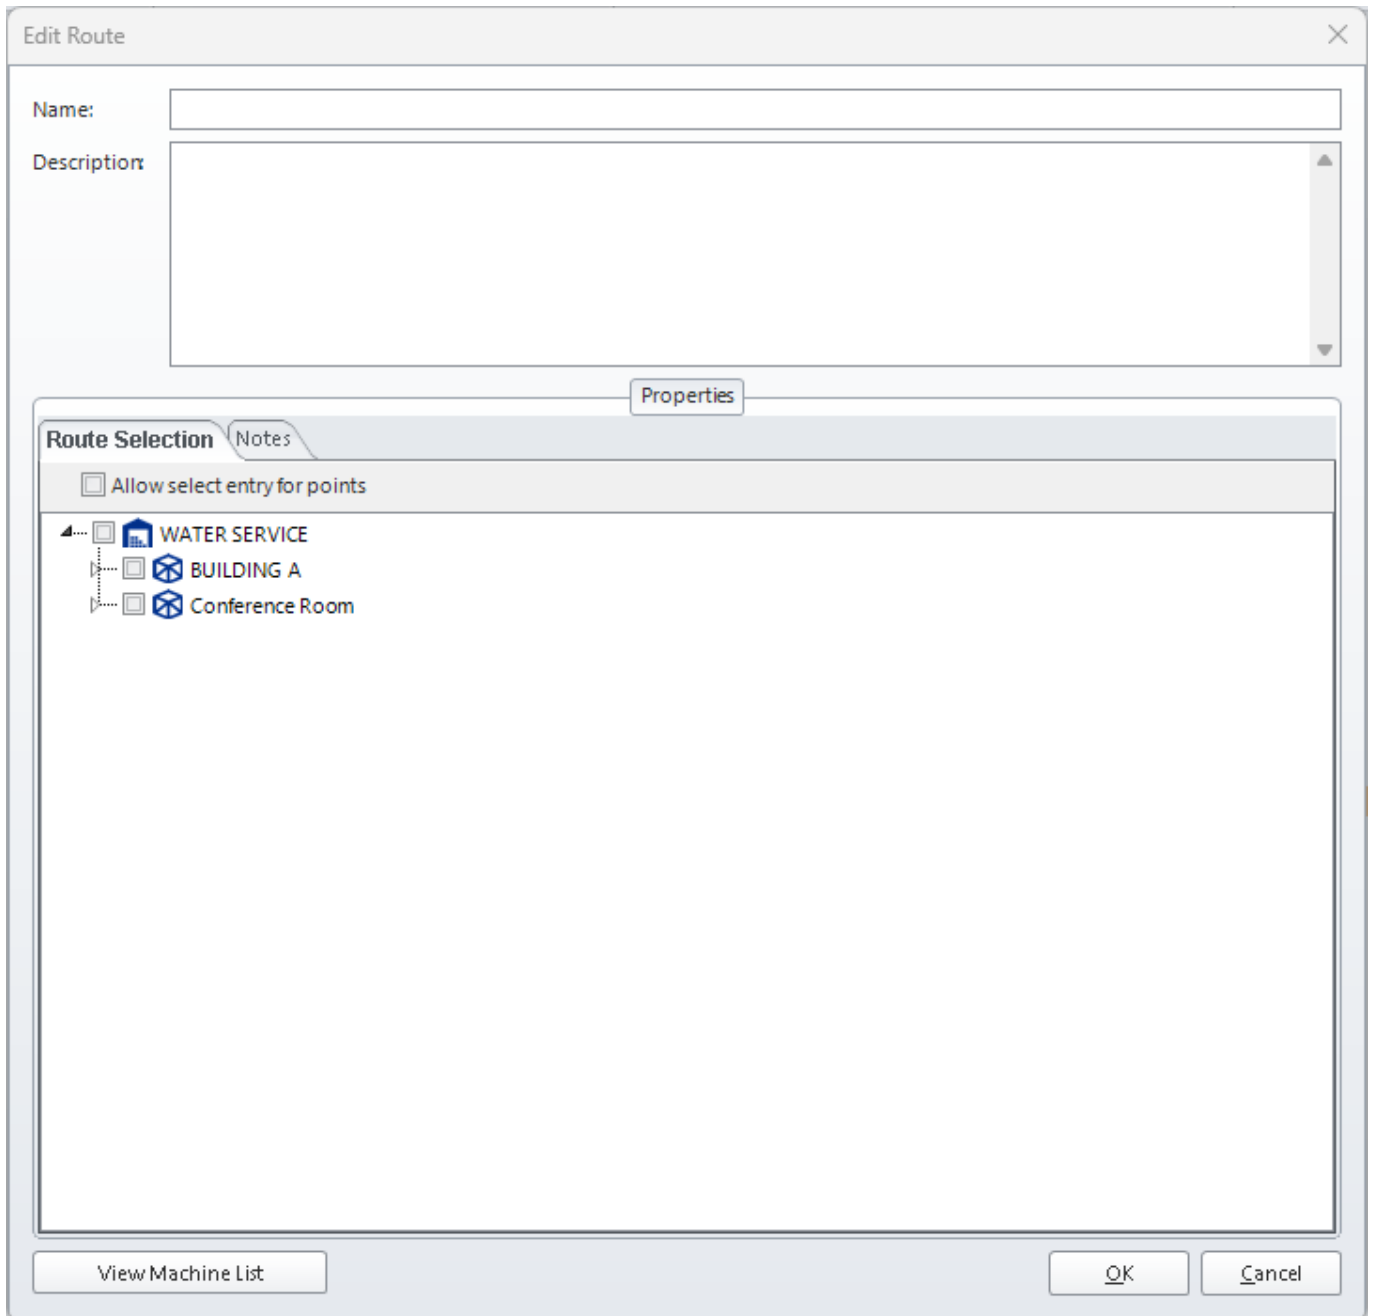 Edit Route
Name:
Description:
Properties
Route Selection Notes
Allow select entry for points
WATER SERVICE
BUILDING A
Conference Room
View Machine List OK Cancel